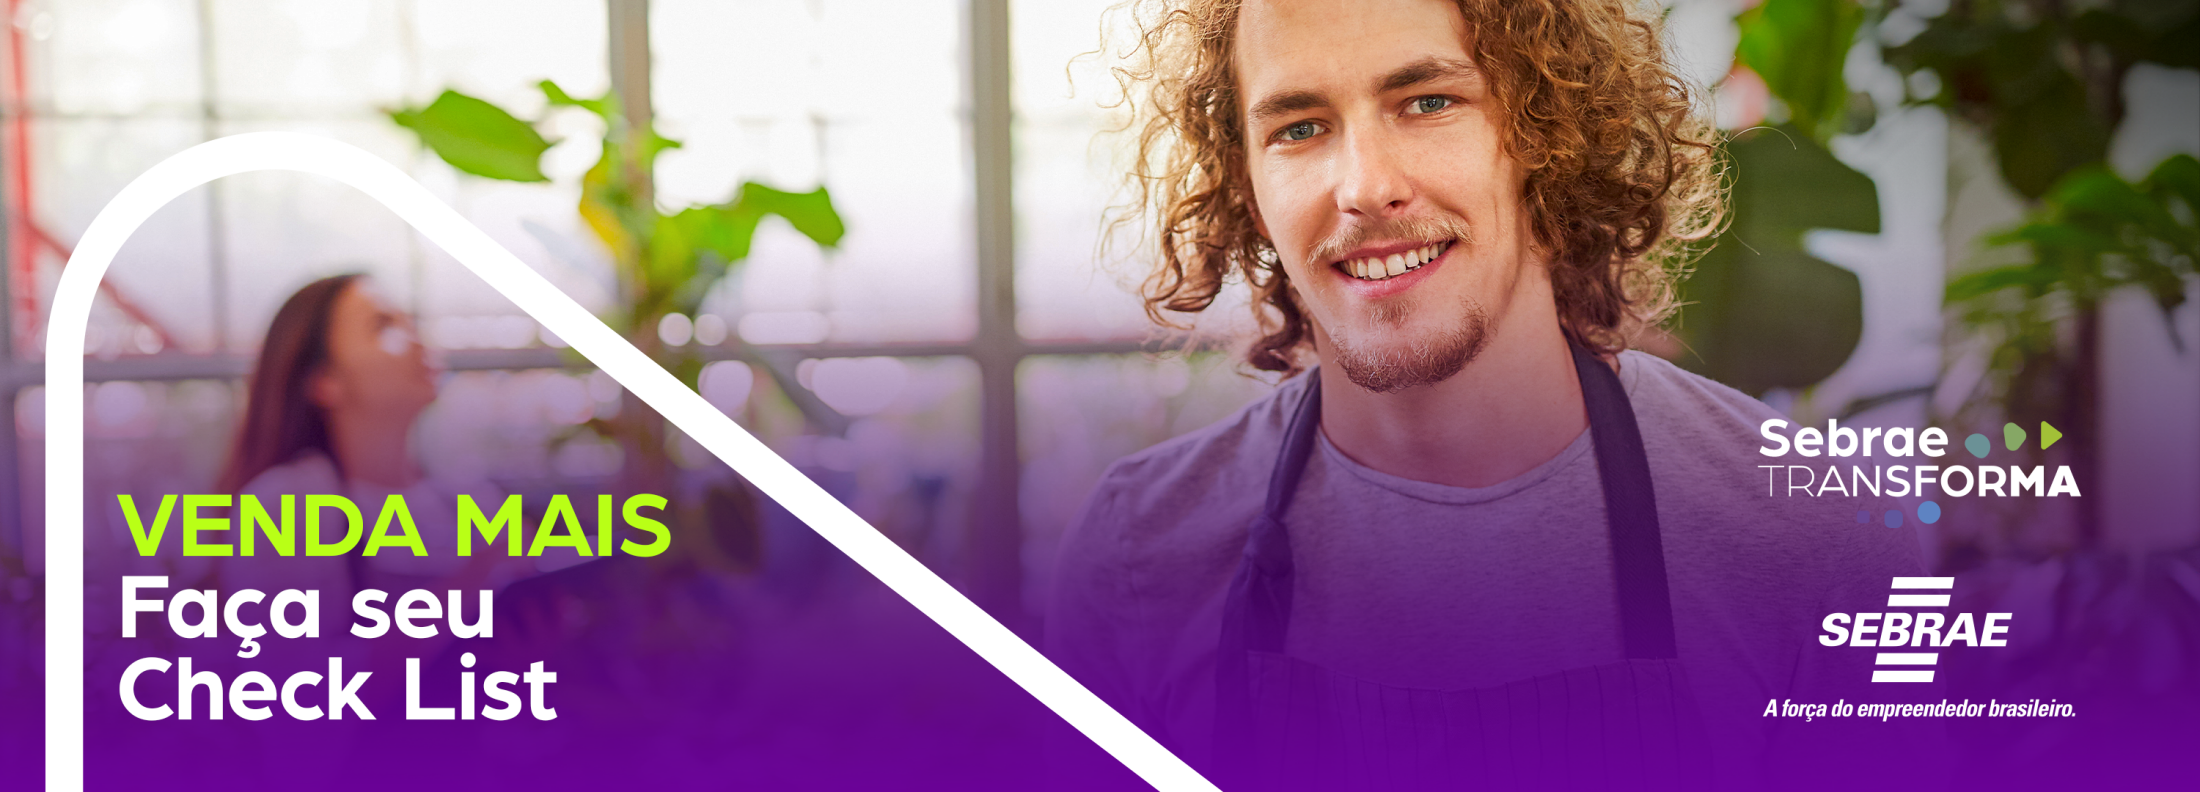 VENDA MAIS
Faça seu
Check List
Sebrae
TRANSFORMA
SEBRAE
A força do empreendedor brasileiro.